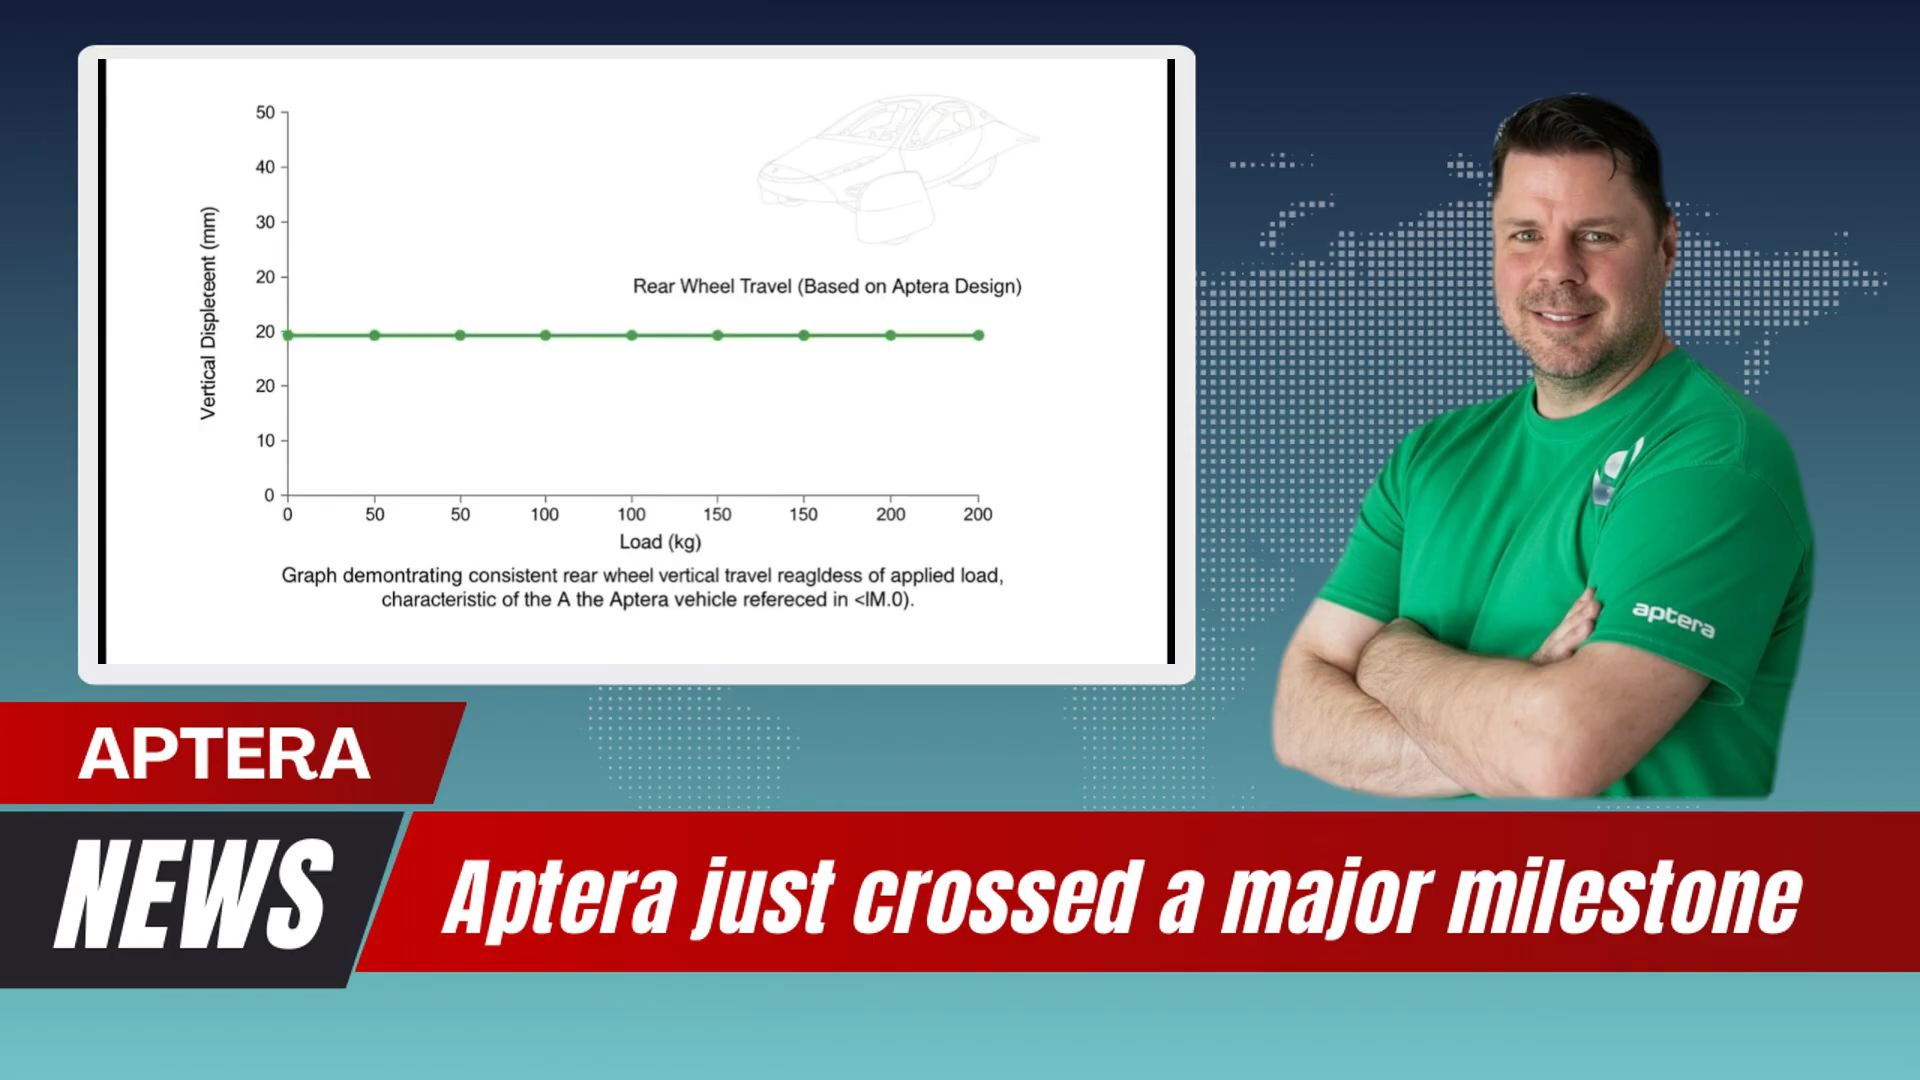 50
40
30
20
20
20
10
0
Vertical Displeteent (mm)
Rear Wheel Travel (Based on Aptera Design)
0 50 50 100 100 150 150 200 200
Load (kg)
Graph demontrating consistent rear wheel vertical travel reagldess of applied load,
characteristic of the A the Aptera vehicle refereced in <IM.0).
aptera
APTERA
NEWS
Aptera just crossed a major milestone